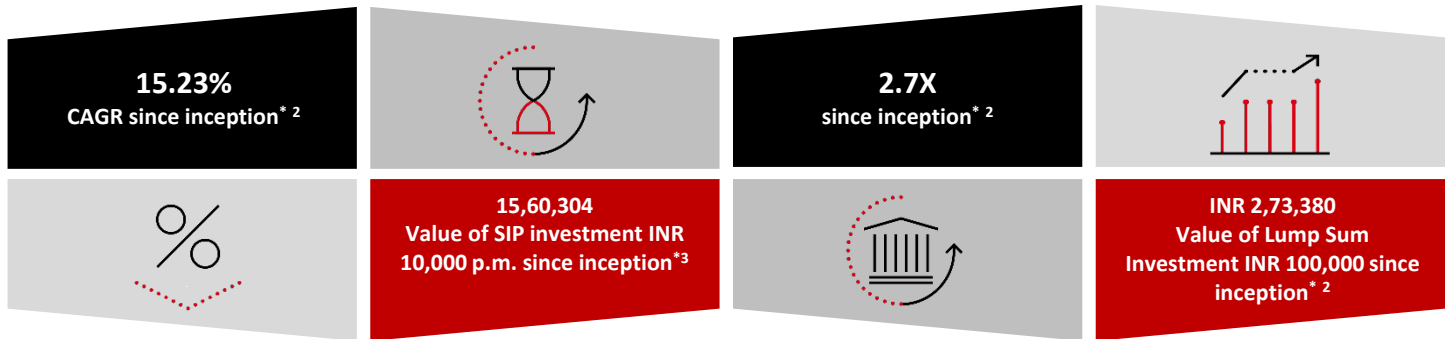 15.23%
CAGR since inception* 2
2.7X
since inception* 2
15,60,304
Value of SIP investment INR
10,000 p.m. since inception*3
INR 2,73,380
Value of Lump Sum
Investment INR 100,000 since
inception* 2